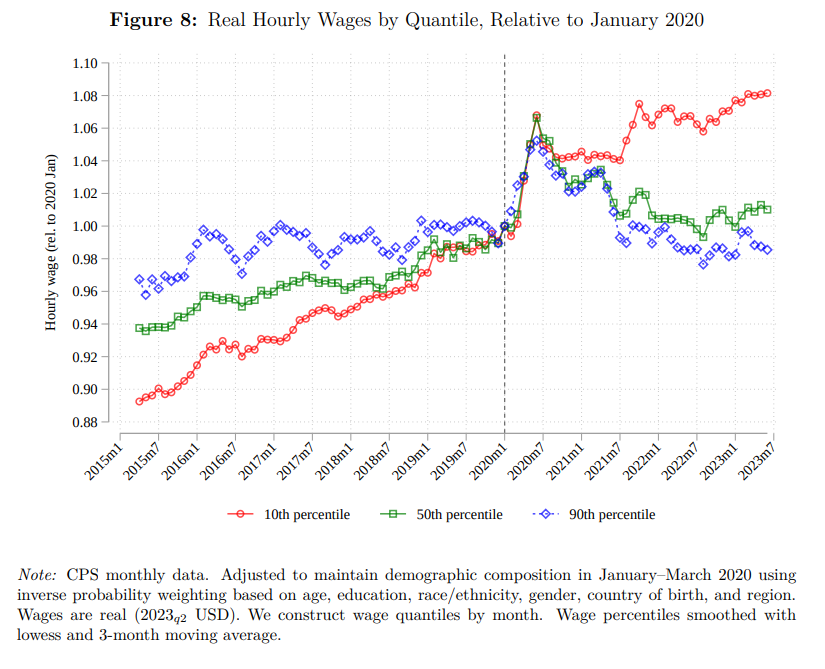 Figure 8: Real Hourly Wages by Quantile, Relative to January 2020
Hourly wage (rel. to 2020 Jan)
1.10
1.08
1.06
1.04
1.02
1.00
0.98
0.96
0.94
0.92
0.90
0.88
2015m1
2015m7
2016m1
2016m7
2017m1
2017m7
2018m1
2018m7
2019m1
2019m7
2020m1
2020m7
2021m1
2021m7
2022m1
2022m7
2023m1
2023m7
10th percentile
50th percentile
90th percentile
Note: CPS monthly data. Adjusted to maintain demographic composition in January–March 2020 using
inverse probability weighting based on age, education, race/ethnicity, gender, country of birth, and region.
Wages are real (2023q2 USD). We construct wage quantiles by month. Wage percentiles smoothed with
lowess and 3-month moving average.